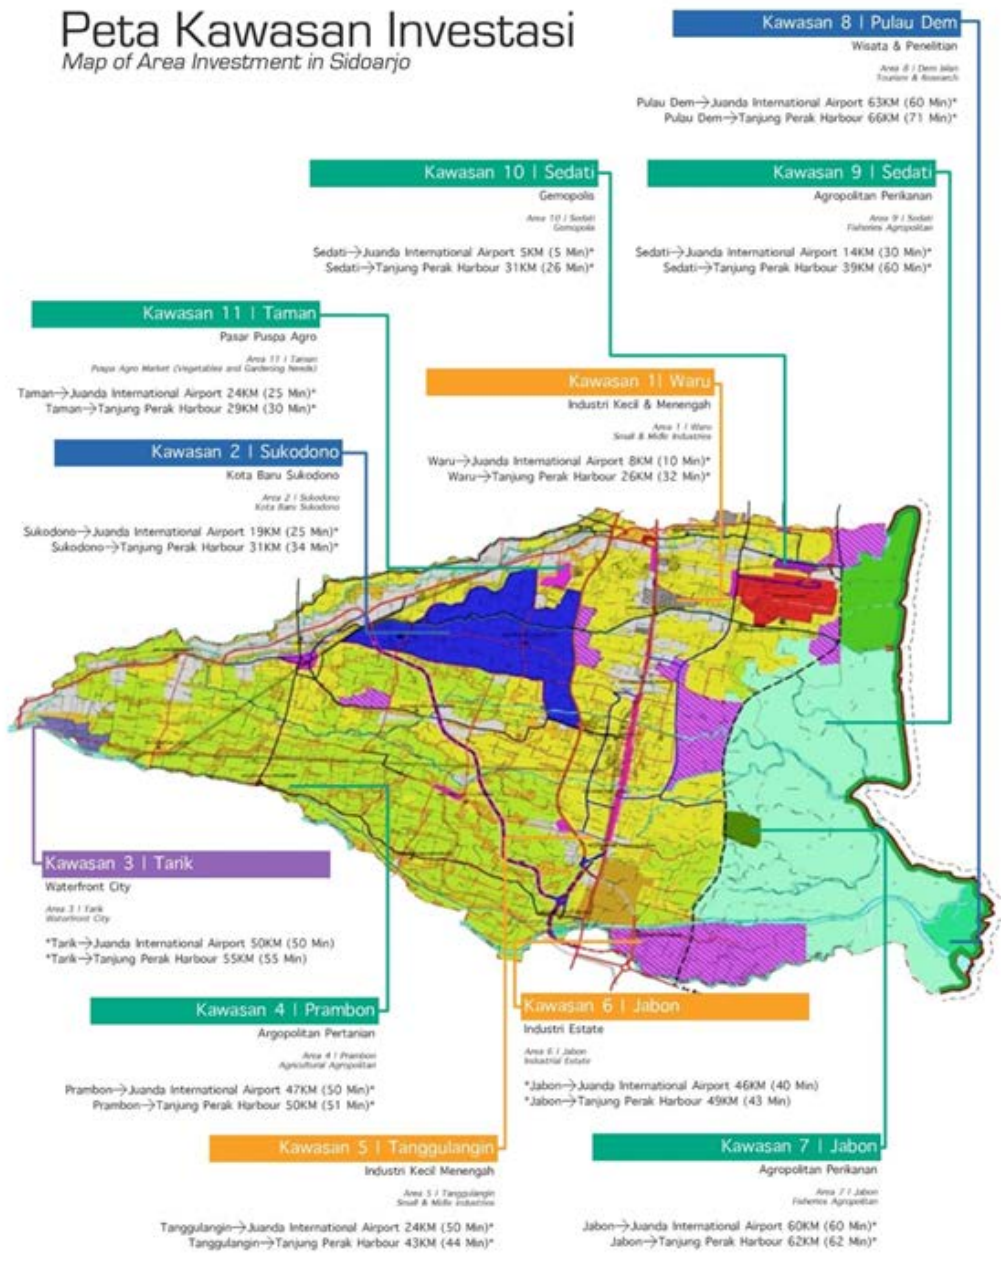 Peta Kawasan Investasi
Map of Area Investment in Sidoarjo
Kawasan 8 | Pulau Dem
Wisata & Penelitian
Area 8 | Dem Islan
Tourism & Research
Pulau Dem→Juanda International Airport 63KM (60 Min)*
Pulau Dem→Tanjung Perak Harbour 66KM (71 Min)*
Kawasan 10 | Sedati
Gemopolis
Area 10 | Sedati
Gemopolis
Sedati→Juanda International Airport 5KM (5 Min)*
Sedati→Tanjung Perak Harbour 31KM (26 Min)*
Kawasan 9 | Sedati
Agropolitan Perikanan
Area 9 | Sedati
Fisheries Agropolitan
Sedati→Juanda International Airport 14KM (30 Min)*
Sedati→Tanjung Perak Harbour 39KM (60 Min)*
Kawasan 11 | Taman
Pasar Puspa Agro
Area 11 | Taman
Puspa Agro Market (Vegetables and Gardening Needs)
Taman→Juanda International Airport 24KM (25 Min)*
Taman→Tanjung Perak Harbour 29KM (30 Min)*
Kawasan 1| Waru
Industri Kecil & Menengah
Area 1 | Waru
Small & Midle Industries
Waru→Juanda International Airport 8KM (10 Min)*
Waru→Tanjung Perak Harbour 26KM (32 Min)*
Kawasan 2 | Sukodono
Kota Baru Sukodono
Area 2 | Sukodono
Kota Baru Sukodono
Sukodono→Juanda International Airport 19KM (25 Min)*
Sukodono→Tanjung Perak Harbour 31KM (34 Min)*
Kawasan 3 | Tarik
Waterfront City
Area 3 | Tarik
Waterfront City
*Tarik→Juanda International Airport 50KM (50 Min)
*Tarik→Tanjung Perak Harbour 55KM (55 Min)
Kawasan 4 | Prambon
Argopolitan Pertanian
Area 4 | Prambon
Agricultural Agropolitan
Prambon→Juanda International Airport 47KM (50 Min)*
Prambon→Tanjung Perak Harbour 50KM (51 Min)*
Kawasan 6 | Jabon
Industri Estate
Area 6 | Jabon
Industrial Estate
*Jabon→Juanda International Airport 46KM (40 Min)
*Jabon→Tanjung Perak Harbour 49KM (43 Min)
Kawasan 5 | Tanggulangin
Industri Kecil Menengah
Area 5 | Tanggulangin
Small & Midle Industries
Tanggulangin→Juanda International Airport 24KM (50 Min)*
Tanggulangin→Tanjung Perak Harbour 43KM (44 Min)*
Kawasan 7 | Jabon
Agropolitan Perikanan
Area 7 | Jabon
Fisheries Agropolitan
Jabon→Juanda International Airport 60KM (60 Min)*
Jabon→Tanjung Perak Harbour 62KM (62 Min)*